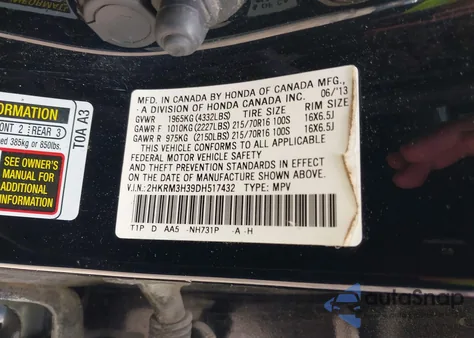 MFD. IN CANADA BY HONDA OF CANADA MFG.,
- A DIVISION OF HONDA CANADA INC. 06/'13
GVWR 1965KG (4332LBS) TIRE SIZE RIM SIZE
GAWR F 1010KG (2227LBS) 215/70R16 100S 16X6.5J
GAWR R 975KG (2150LBS) 215/70R16 100S 16X6.5J
THIS VEHICLE CONFORMS TO ALL APPLICABLE
FEDERAL MOTOR VEHICLE SAFETY
AND THEFT PREVENTION STANDARDS IN EFFECT
ON THE DATE OF MANUFACTURE SHOWN ABOVE.
V.I.N.: 2HKRM3H39DH517432 TYPE: MPV
T1P D AA5 NH731P -A -H
FORMATION
ONT 2 REAR 3
ed 385kg or 850lbs.
SEE OWNER'S
MANUAL FOR
ADDITIONAL
INFORMATION
TOA A3
autoSnap